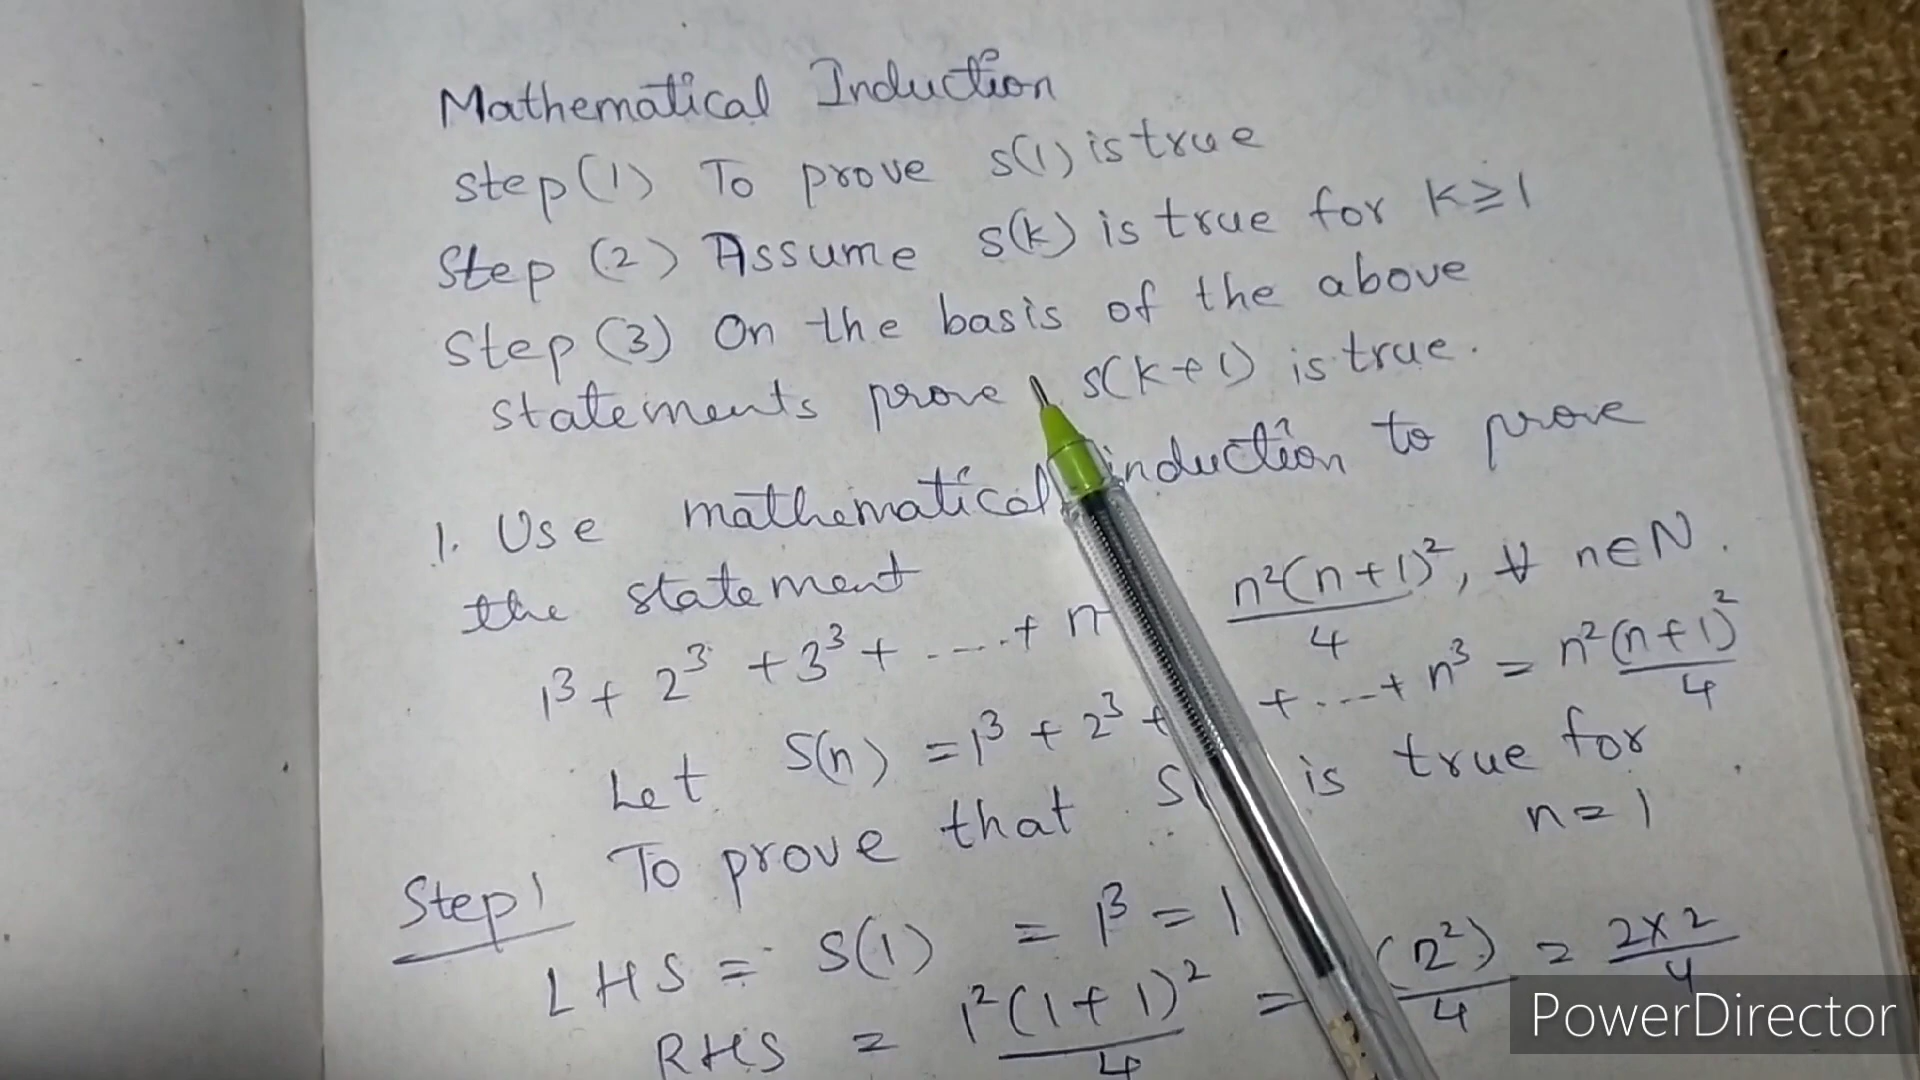 Mathematical Induction
step (1) To prove s(1) is true
Step (2) Assume s(k) is true for k≥1
Step (3) On the basis of the above
statements prove s(k+1) is true.
1. Use mathematical induction to prove
the statement
1³ + 2³ + 3³ + ....+ n n²(n+1)²/4, ∀ n∈N.
Let S(n) = 1³ + 2³ + + ...+ n³ = n²(n+1)²/4
Step 1 To prove that S is true for
n = 1
LHS = S(1) = 1³ = 1
RHS = 1²(1+1)²/4 = (2²)/4 = 2×2/4
PowerDirector